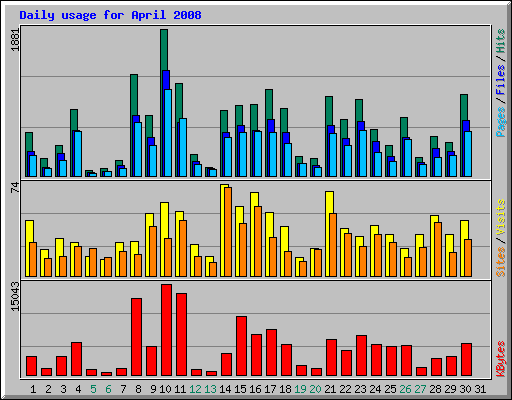 Daily usage for April 2008
1881
Pages / Files / Hits
74
Sites / Visits
15043
KBytes
1 2 3 4 5 6 7 8 9 10 11 12 13 14 15 16 17 18 19 20 21 22 23 24 25 26 27 28 29 30 31